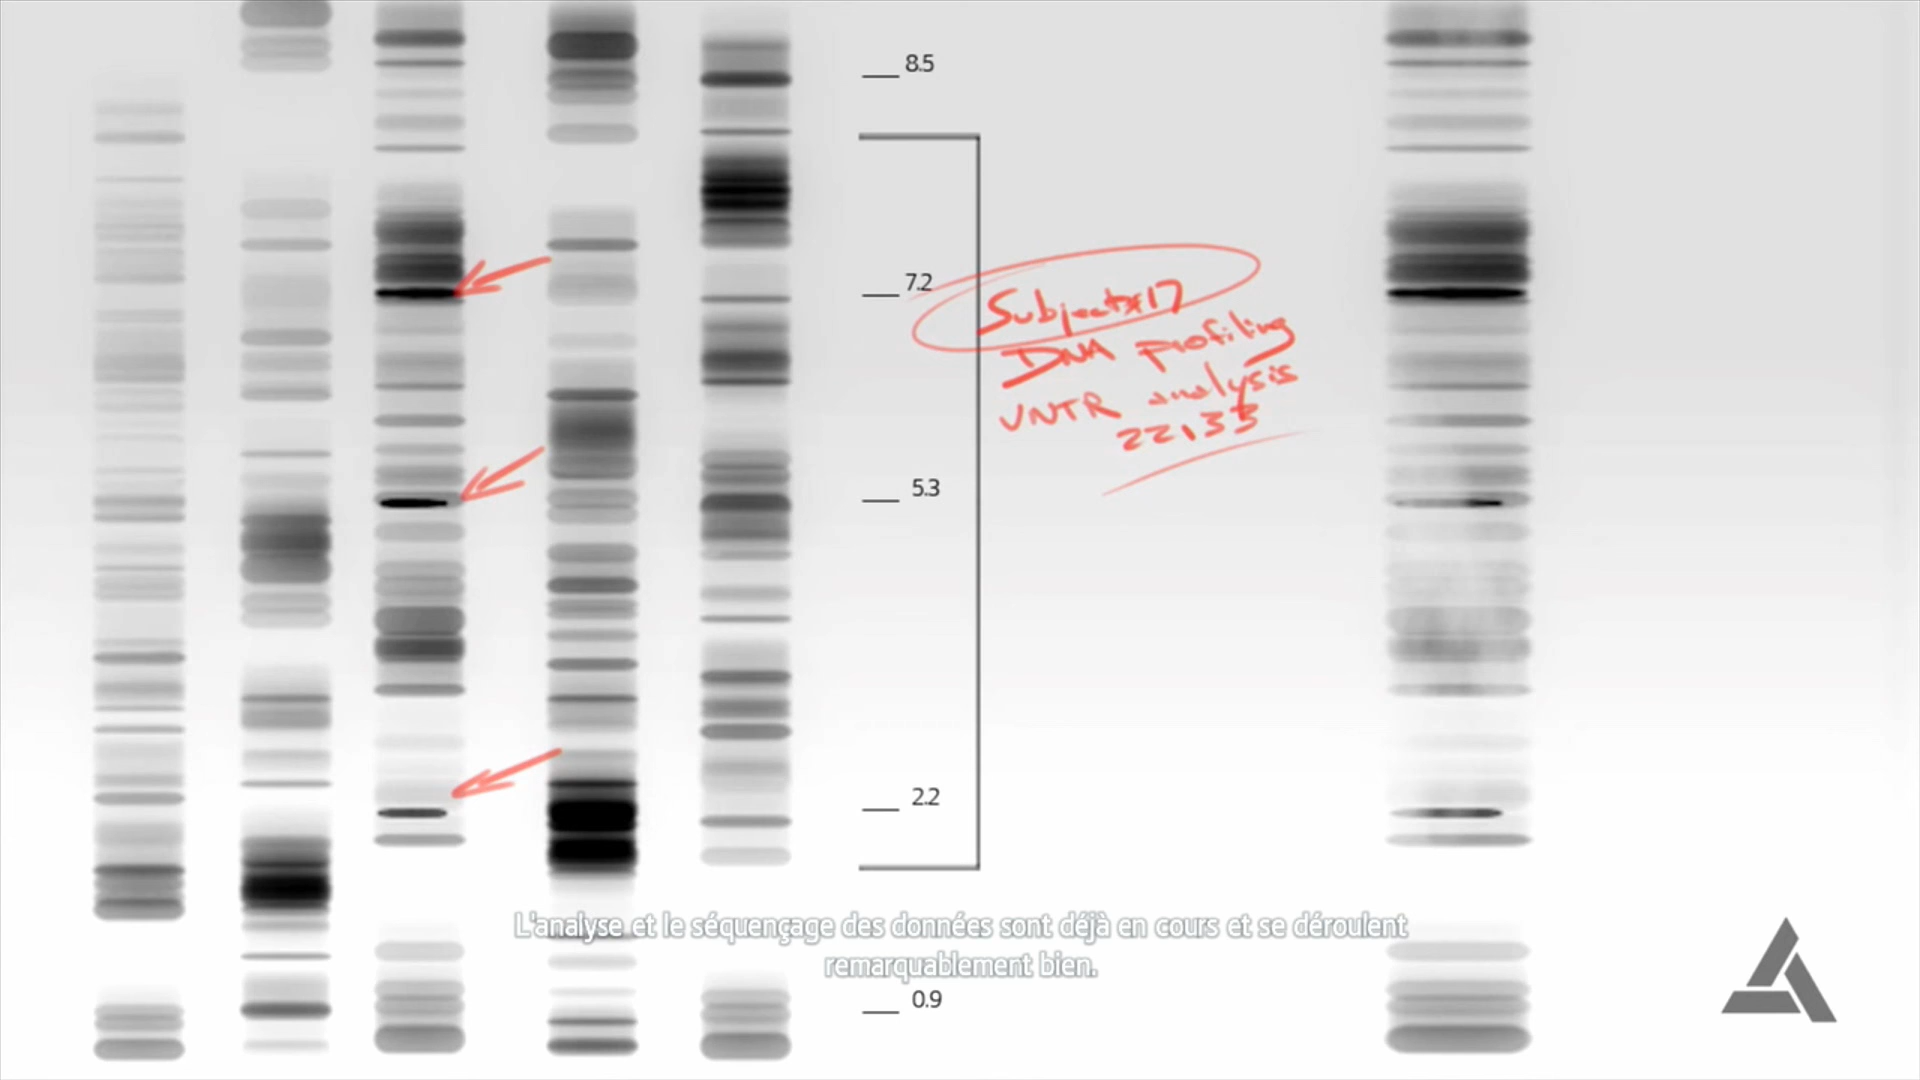 8.5
7.2
Subject#17
DNA profiling
VNTR analysis
22133
5.3
2.2
L'analyse et le séquençage des données sont déjà en cours et se déroulent
remarquablement bien.
0.9